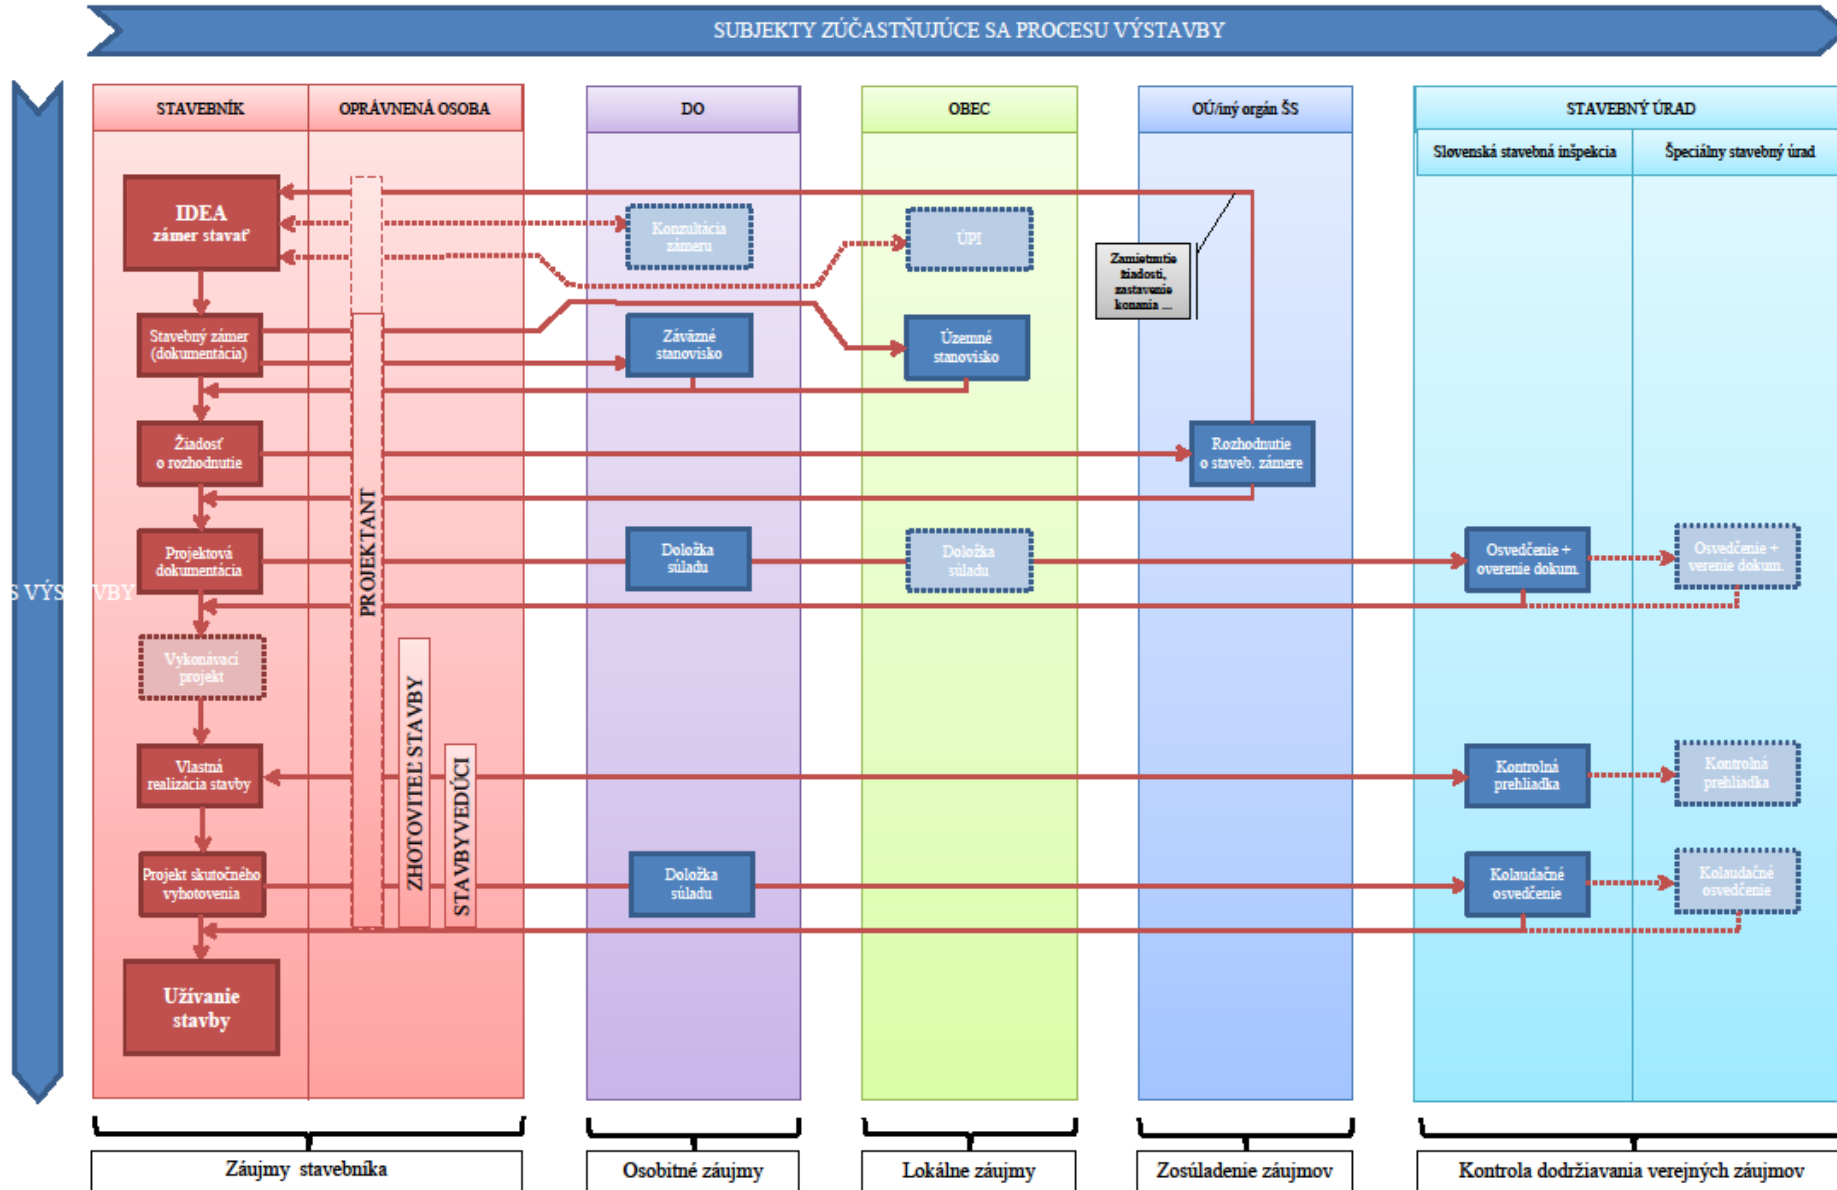 SUBJEKTY ZÚČASTŇUJÚCE SA PROCESU VÝSTAVBY
STAVEBNÍK
OPRÁVNENÁ OSOBA
DO
OBEC
OÚ/iný orgán ŠS
STAVEBNÝ ÚRAD
Slovenská stavebná inšpekcia
Špeciálny stavebný úrad
IDEA
zámer stavať
Konzultácia
zámeru
ÚPI
Zamietnutie
žiadosti,
zastavenie
konania ...
Stavebný zámer
(dokumentácia)
Záväzné
stanovisko
Územné
stanovisko
Žiadosť
o rozhodnutie
Rozhodnutie
o staveb. zámere
PROJEKTANT
Projektová
dokumentácia
Doložka
súladu
Doložka
súladu
Osvedčenie +
overenie dokum.
Osvedčenie +
verenie dokum.
S VÝS VBY
Vykonávací
projekt
ZHOTOVITEĽ STAVBY
STAVBYVEDÚCI
Vlastná
realizácia stavby
Kontrolná
prehliadka
Kontrolná
prehliadka
Projekt skutočného
vyhotovenia
Doložka
súladu
Kolaudačné
osvedčenie
Kolaudačné
osvedčenie
Užívanie
stavby
Záujmy stavebníka
Osobitné záujmy
Lokálne záujmy
Zosúladenie záujmov
Kontrola dodržiavania verejných záujmov